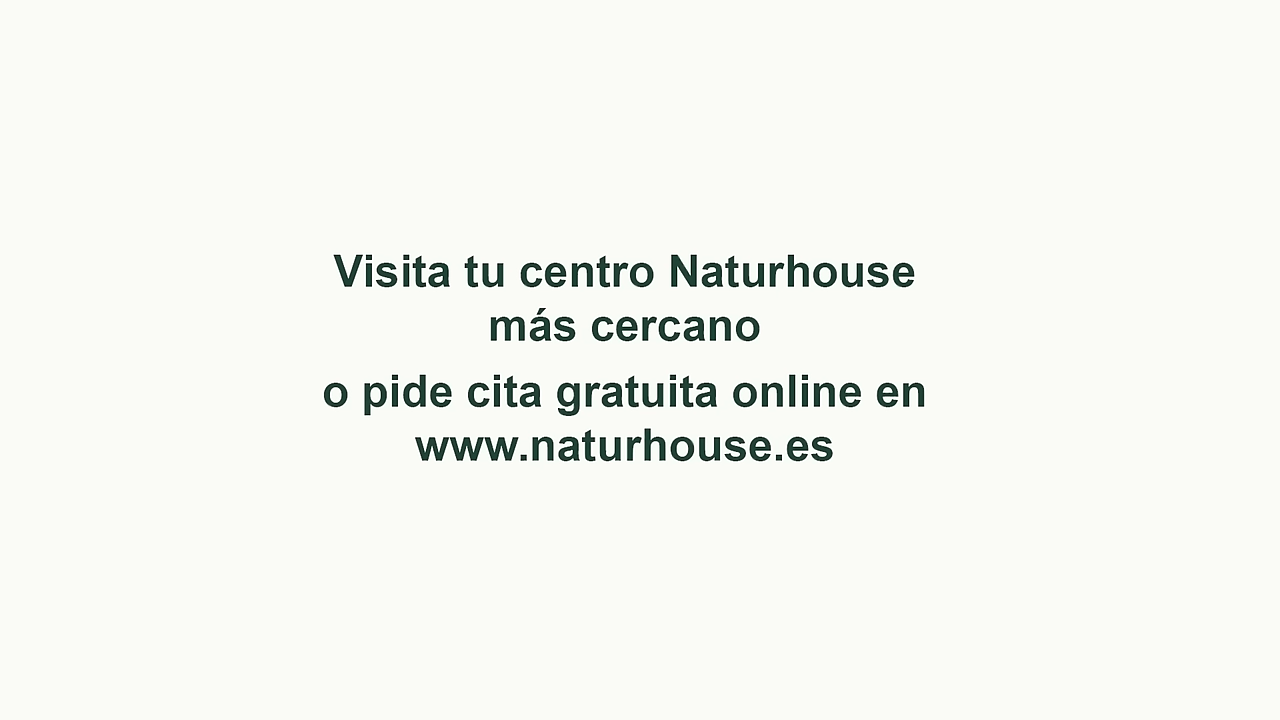 Visita tu centro Naturhouse
más cercano
o pide cita gratuita online en
www.naturhouse.es